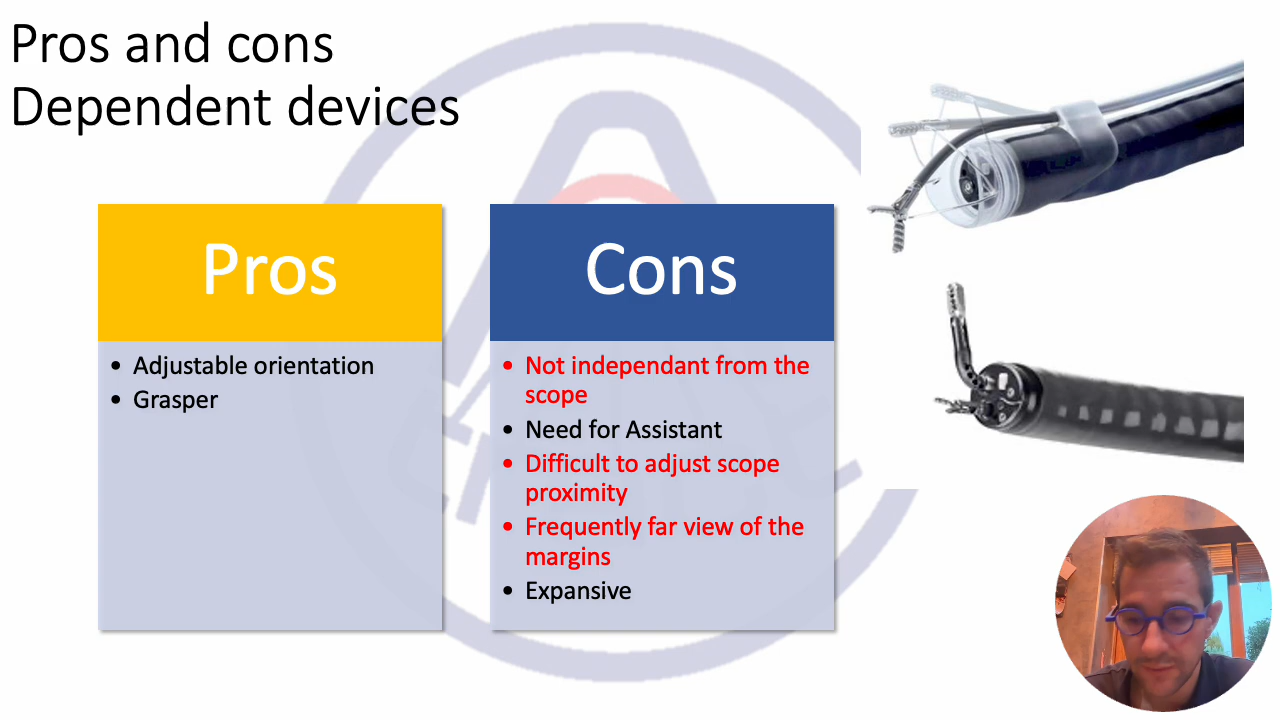 Pros and cons
Dependent devices
Pros
• Adjustable orientation
• Grasper
Cons
• Not independant from the
scope
• Need for Assistant
• Difficult to adjust scope
proximity
• Frequently far view of the
margins
• Expansive